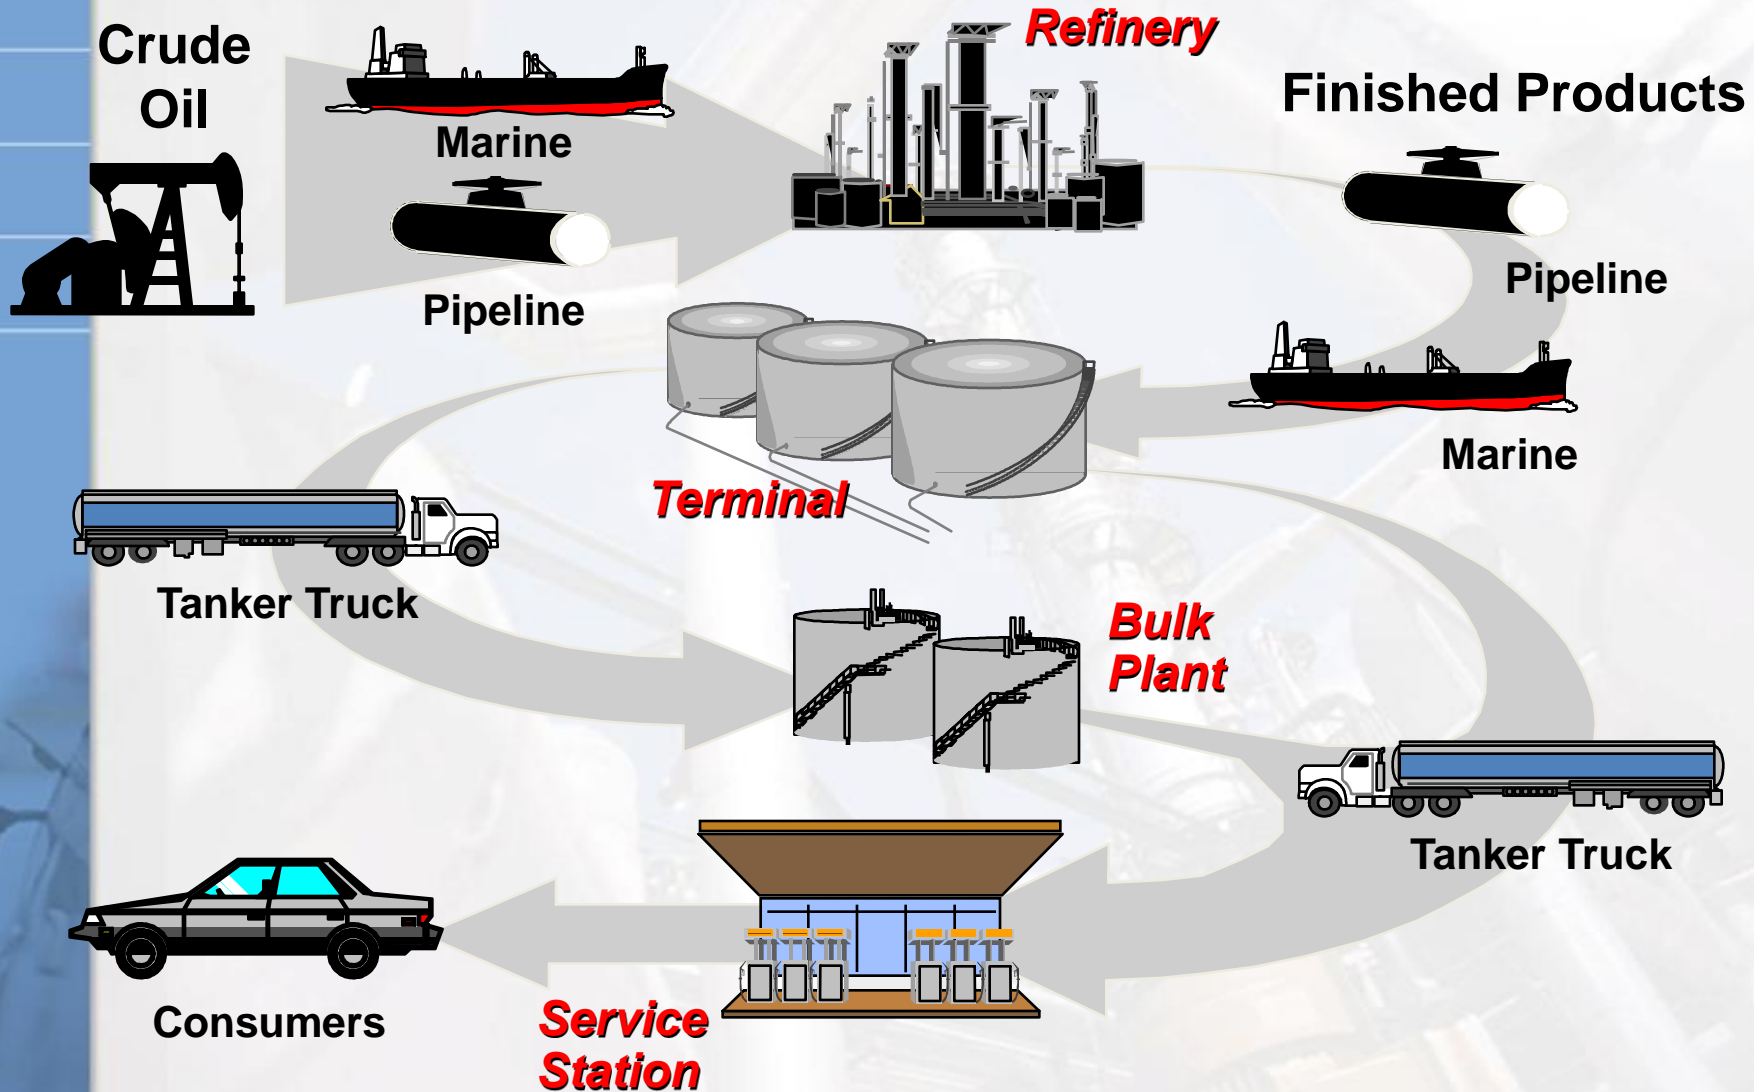 Crude
Oil
Marine
Pipeline
Refinery
Finished Products
Pipeline
Marine
Terminal
Tanker Truck
Bulk
Plant
Tanker Truck
Consumers
Service
Station